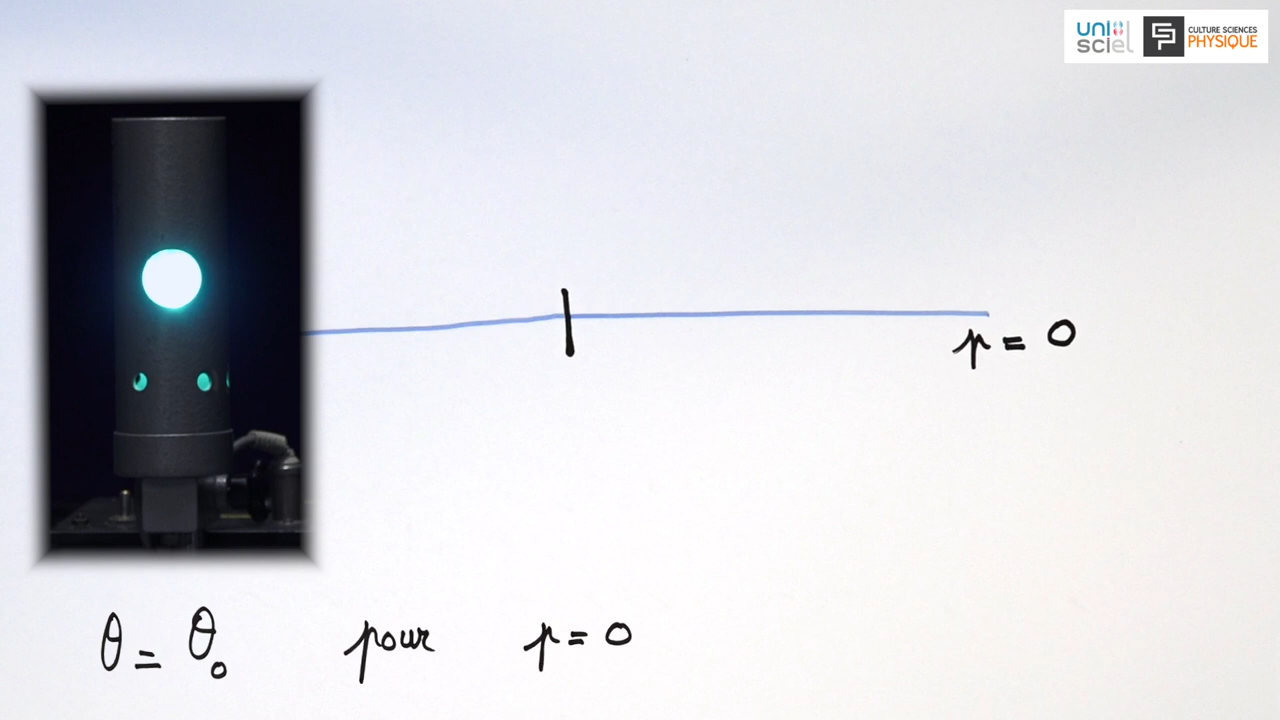 uni
sciel
CULTURE SCIENCES
PHYSIQUE
p = 0
θ = θ₀ pour p = 0